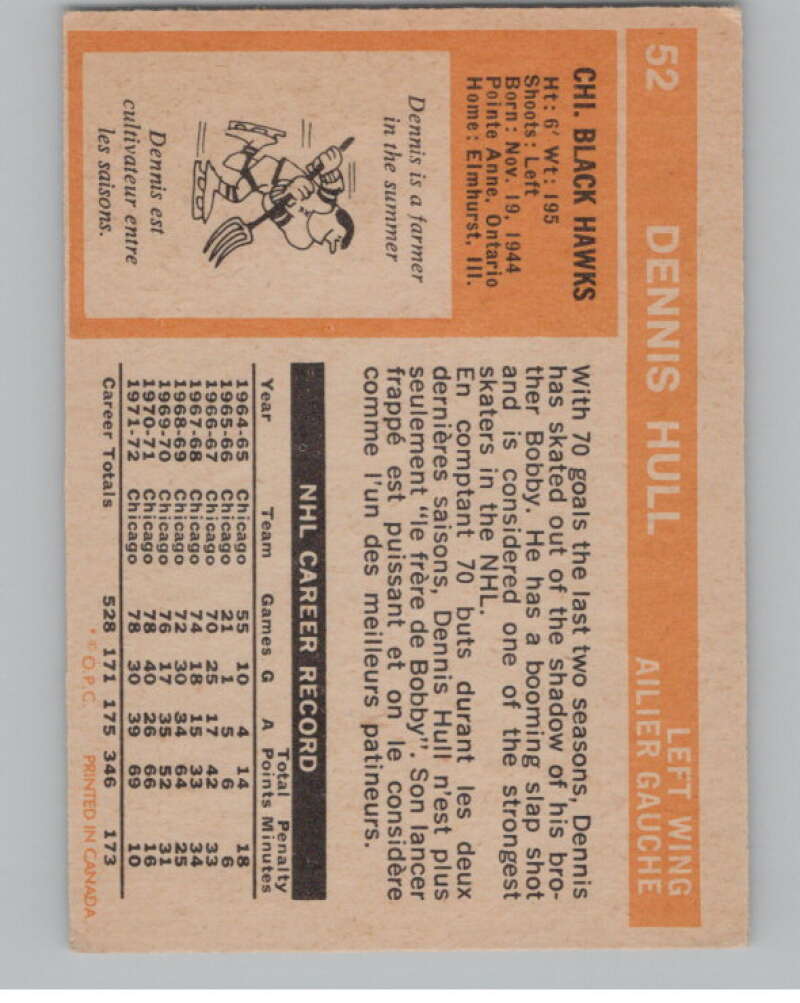 52 DENNIS HULL LEFT WING
AILIER GAUCHE
CHI. BLACK HAWKS
Ht: 6' Wt: 195
Shoots: Left
Born: Nov. 19, 1944
Pointe Anne, Ontario
Home: Elmhurst, Ill.
Dennis is a farmer
in the summer
Dennis est
cultivateur entre
les saisons.
With 70 goals the last two seasons, Dennis
has skated out of the shadow of his bro-
ther Bobby. He has a booming slap shot
and is considered one of the strongest
skaters in the NHL.
En comptant 70 buts durant les deux
dernières saisons, Dennis Hull n'est plus
seulement "le frère de Bobby". Son lancer
frappé est puissant et on le considère
comme l'un des meilleurs patineurs.
NHL CAREER RECORD
Total Penalty
Year Team Games G A Points Minutes
1964-65 Chicago 55 10 4 14 18
1965-66 Chicago 21 1 5 6 6
1966-67 Chicago 70 25 17 42 33
1967-68 Chicago 74 18 15 33 34
1968-69 Chicago 72 30 34 64 25
1969-70 Chicago 76 17 35 52 31
1970-71 Chicago 78 40 26 66 16
1971-72 Chicago 78 30 39 69 10
Career Totals 528 171 175 346 173
* © O.P.C. PRINTED IN CANADA